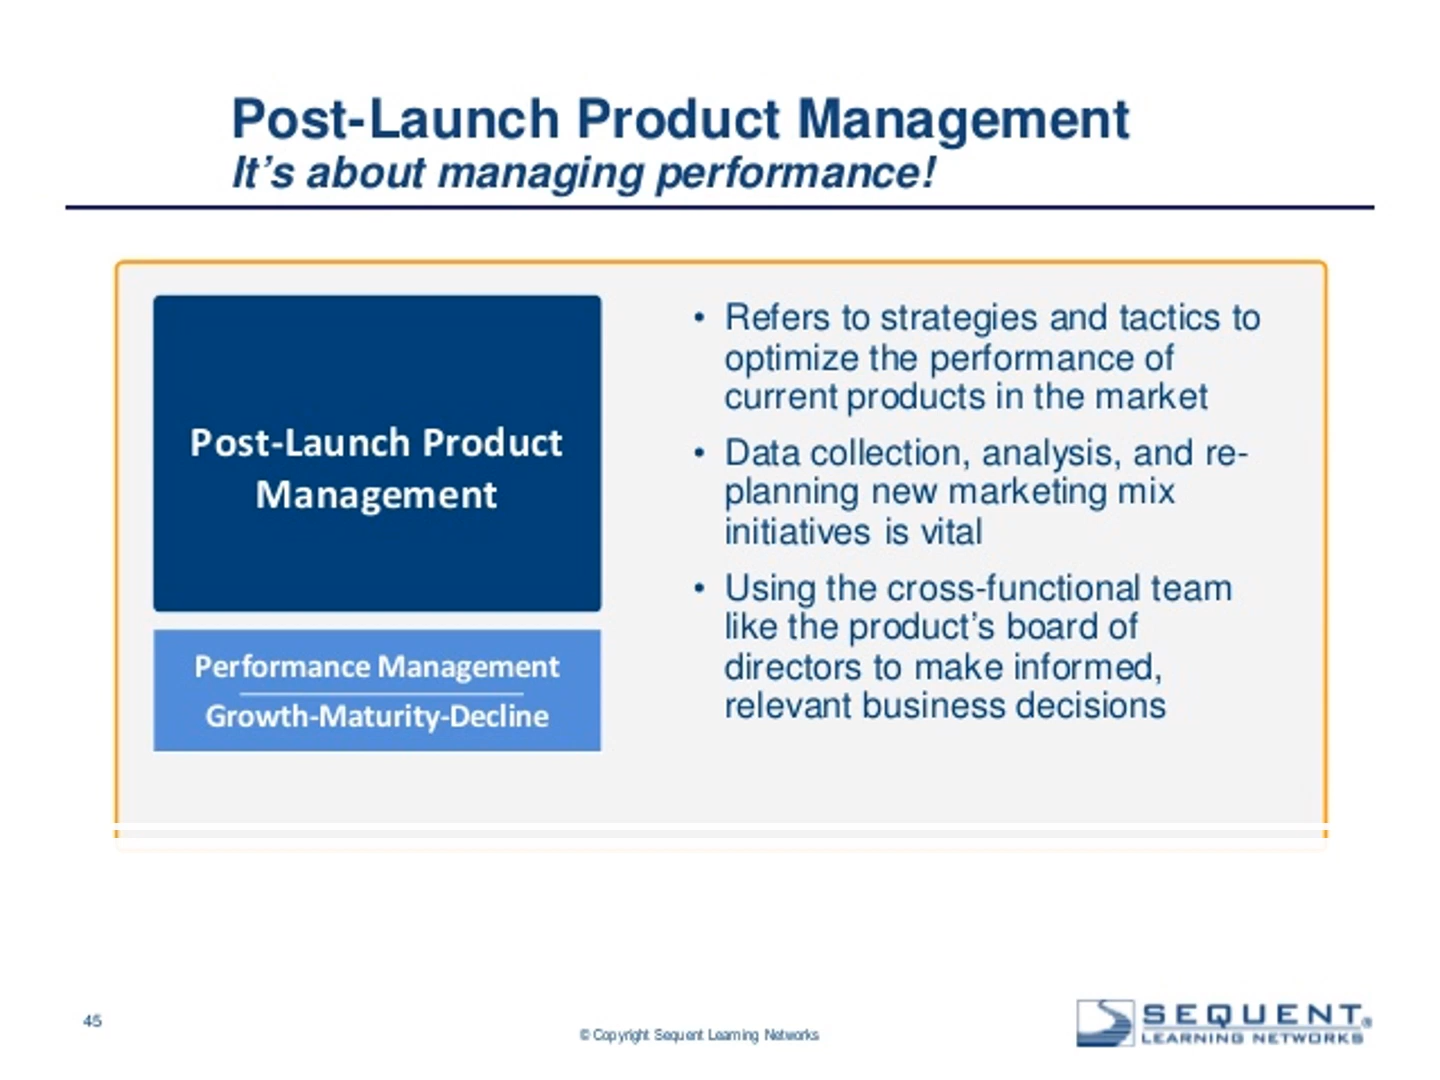 Post-Launch Product Management
It's about managing performance!
Post-Launch Product
Management
Performance Management
Growth-Maturity-Decline
• Refers to strategies and tactics to
optimize the performance of
current products in the market
• Data collection, analysis, and re-
planning new marketing mix
initiatives is vital
• Using the cross-functional team
like the product's board of
directors to make informed,
relevant business decisions
45
© Copyright Sequent Learning Networks
SEQUENT®
LEARNING NETWORKS